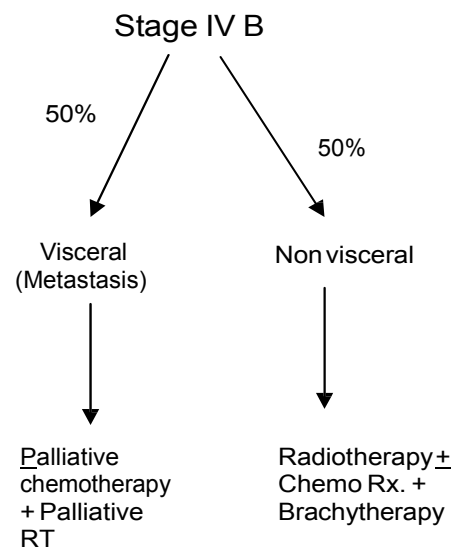 Stage IV B
50%
50%
Visceral
(Metastasis)
Non visceral
Palliative
chemotherapy
+ Palliative
RT
Radiotherapy +
Chemo Rx. +
Brachytherapy